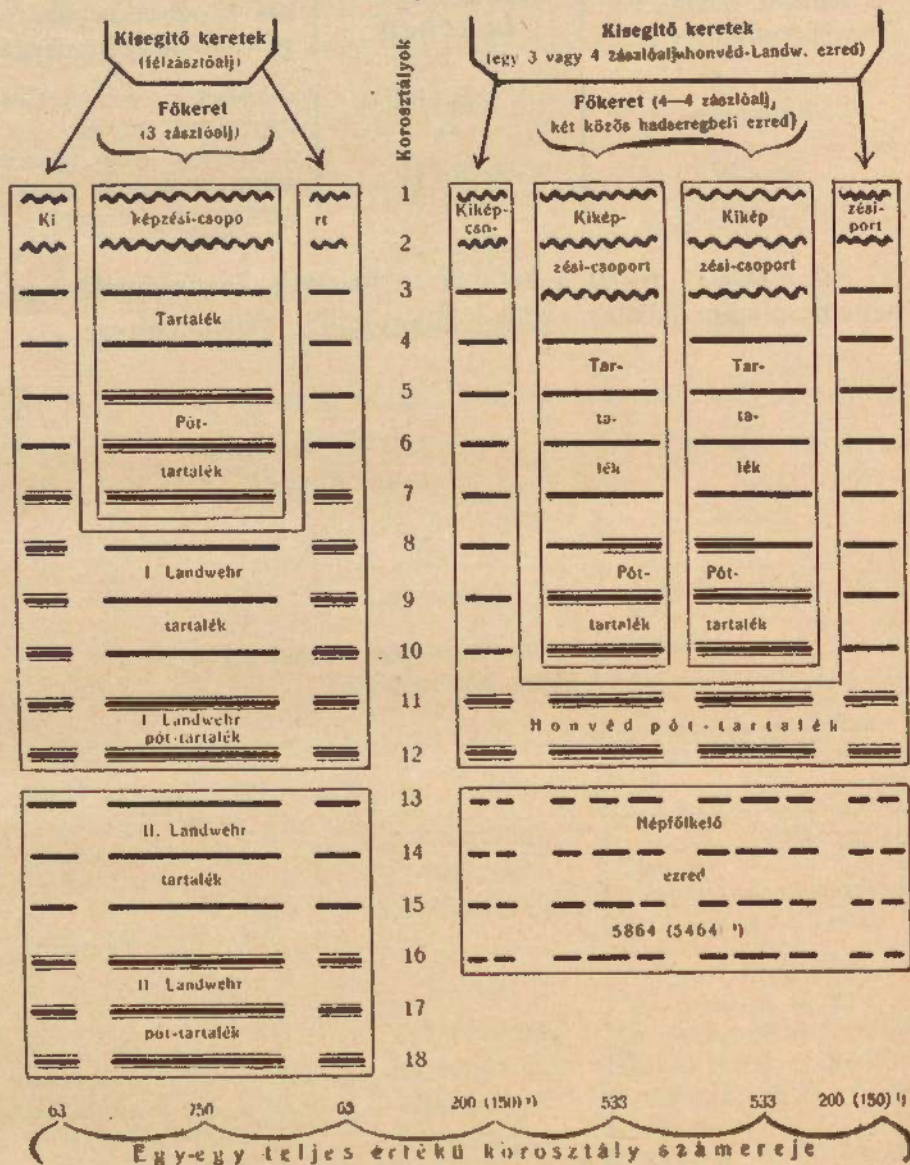 Kisegitő keretek
(félzászlóalj)
Főkeret
(3 zászlóalj)
Korosztályok
Kisegitő keretek
(egy 3 vagy 4 zászlóalj.honvéd-Landw. ezred)
Főkeret (4—4 zászlóalj,
két közös hadseregbeli ezred)
Ki képzési-csopo rt
Tartalék
Pót-
tartalék
I Landwehr
tartalék
I. Landwehr
pót-tartalék
II. Landwehr
tartalék
II Landwehr
pót-tartalék
1
2
3
4
5
6
7
8
9
10
11
12
13
14
15
16
17
18
Kikép- Kikép- Kikép zési-
cso- port
zési-csoport zési-csoport
Tar- Tar-
ta- ta-
lék lék
Pót- Pót-
tartalék tartalék
Honvéd pót-tartalék
Népfölkelő
ezred
5864 (5464) ¹)
63 750 63 200 (150) ¹) 533 533 200 (150) ¹)
Egy-egy teljes értékű korosztály számereje